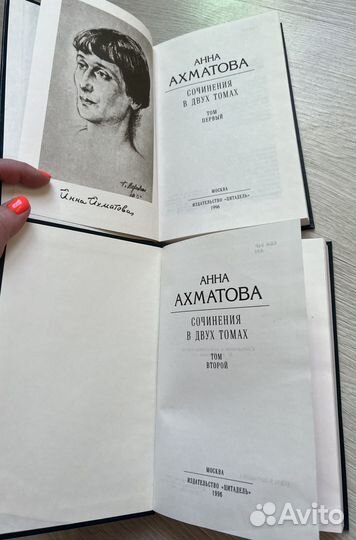 АННА
АХМАТОВА
СОЧИНЕНИЯ
В ДВУХ ТОМАХ
ТОМ
ПЕРВЫЙ
МОСКВА
ИЗДАТЕЛЬСТВО «ЦИТАДЕЛЬ»
1996
Анна Ахматова
АННА
АХМАТОВА
СОЧИНЕНИЯ
В ДВУХ ТОМАХ
ТОМ
ВТОРОЙ
МОСКВА
ИЗДАТЕЛЬСТВО «ЦИТАДЕЛЬ»
1996
Avito